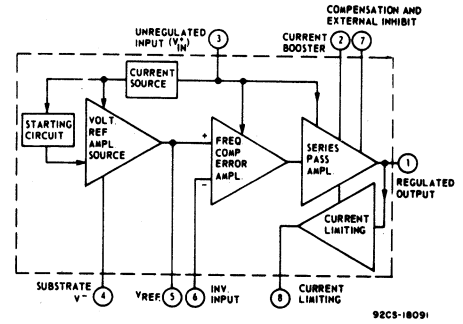 COMPENSATION AND
EXTERNAL INHIBIT
UNREGULATED
INPUT (V+IN)
3
CURRENT
BOOSTER
2
7
CURRENT
SOURCE
STARTING
CIRCUIT
VOLT.
REF
AMPL.
SOURCE
+
-
FREQ
COMP
ERROR
AMPL.
SERIES
PASS
AMPL.
1
REGULATED
OUTPUT
CURRENT
LIMITING
SUBSTRATE
V-
4
VREF.
5
6
INV.
INPUT
8
CURRENT
LIMITING
92CS-18091